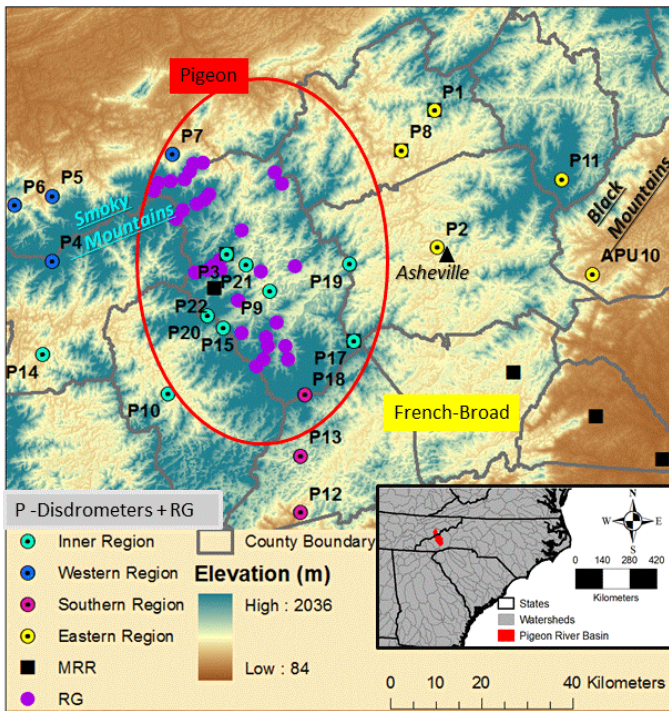 Pigeon
P1
P8
P7
P11
P6
P5
Smoky
Mountains
Black
Mountains
P4
P2
Asheville
APU10
P3
P21
P19
P9
P22
P20
P15
P17
P14
P10
P18
French-Broad
P13
P12
P -Disdrometers + RG
Inner Region
Western Region
Southern Region
Eastern Region
MRR
RG
County Boundary
Elevation (m)
High : 2036
Low : 84
N
W
E
S
0 140 280 420
Kilometers
States
Watersheds
Pigeon River Basin
0 10 20 40 Kilometers